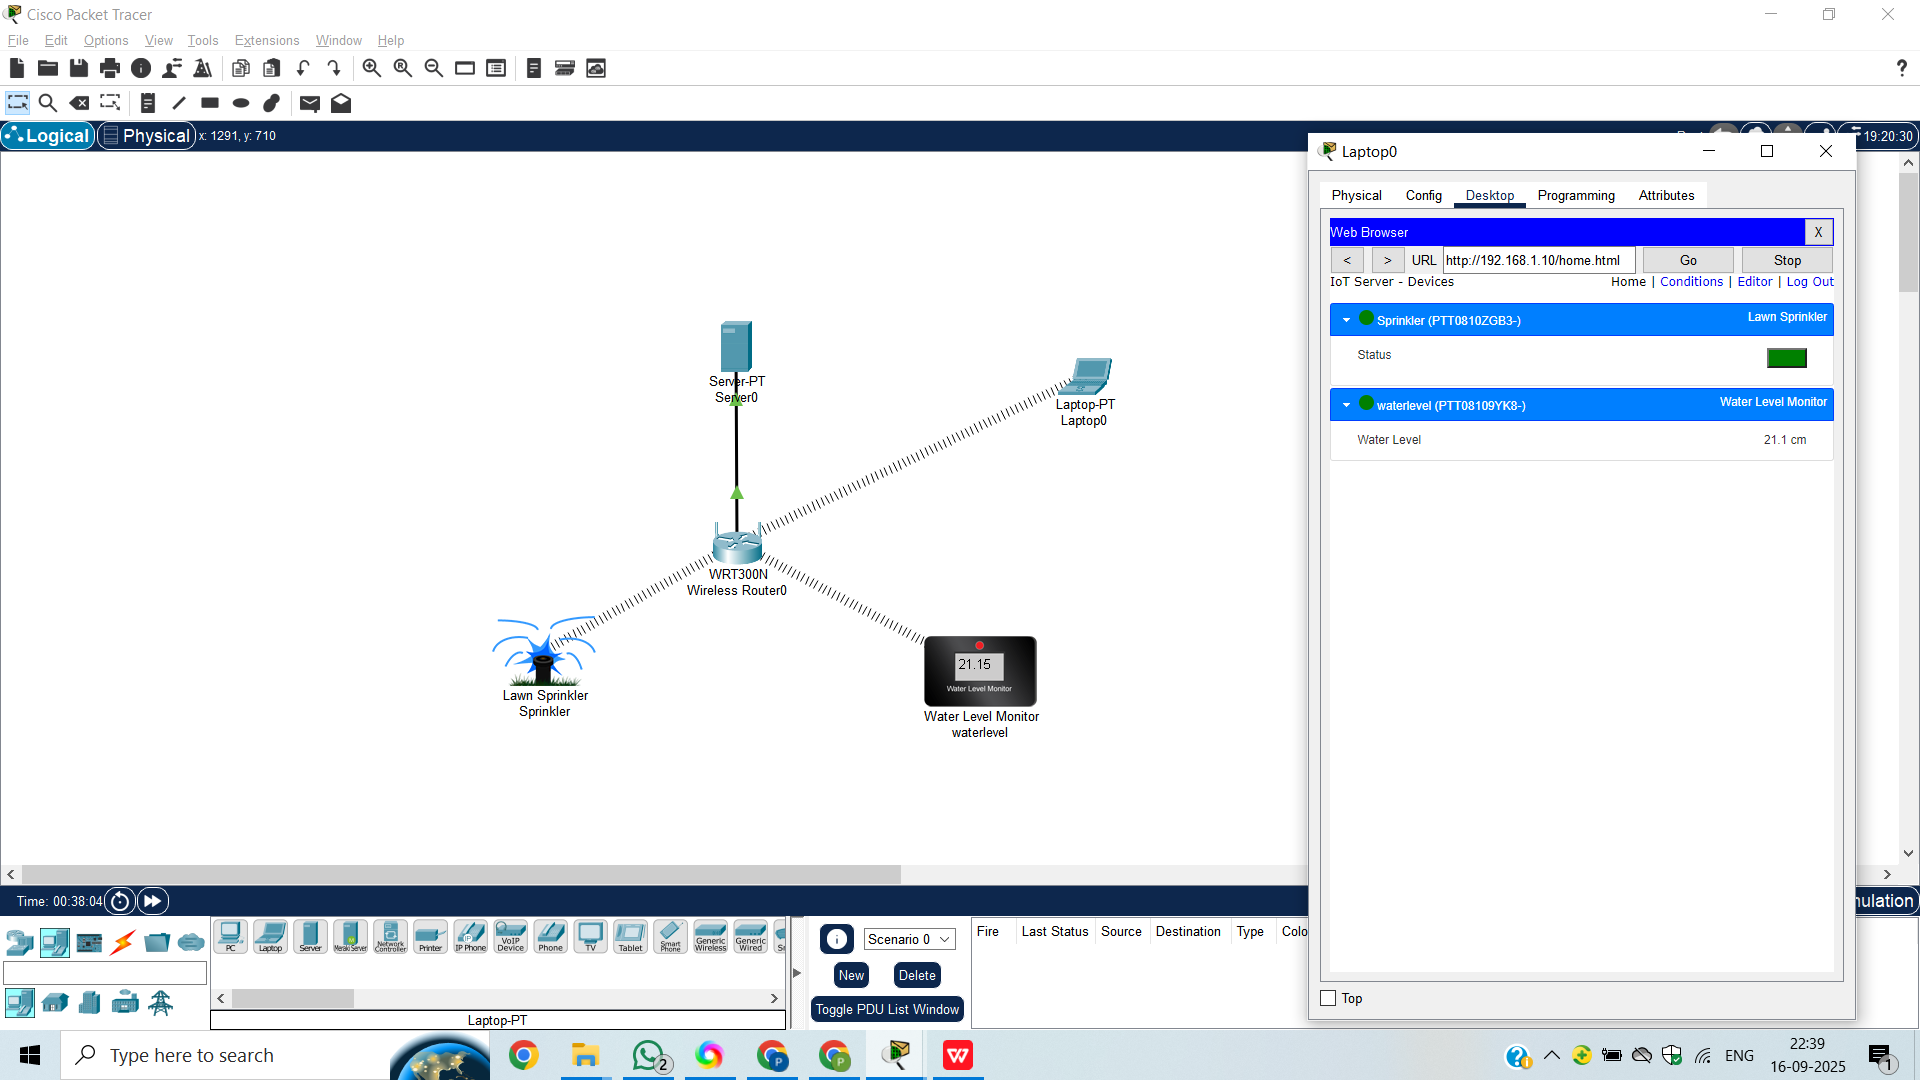 Cisco Packet Tracer
File Edit Options View Tools Extensions Window Help
?
Logical Physical x: 1291, y: 710
19:20:30
Server-PT
Server0
Laptop-PT
Laptop0
WRT300N
Wireless Router0
Lawn Sprinkler
Sprinkler
21.15
Water Level Monitor
Water Level Monitor
waterlevel
Laptop0
Physical Config Desktop Programming Attributes
Web Browser X
< > URL http://192.168.1.10/home.html Go Stop
IoT Server - Devices Home | Conditions | Editor | Log Out
Sprinkler (PTT0810ZGB3-) Lawn Sprinkler
Status
waterlevel (PTT08109YK8-) Water Level Monitor
Water Level 21.1 cm
Top
Time: 00:38:04
PC Laptop Server Meraki Server Network Controller Printer IP Phone VoIP Device Phone TV Tablet Smart Phone Generic Wireless Generic Wired
Laptop-PT
Scenario 0
New Delete
Toggle PDU List Window
Fire Last Status Source Destination Type Colo
nulation
Type here to search
2
P
P
W
ENG
22:39
16-09-2025
1